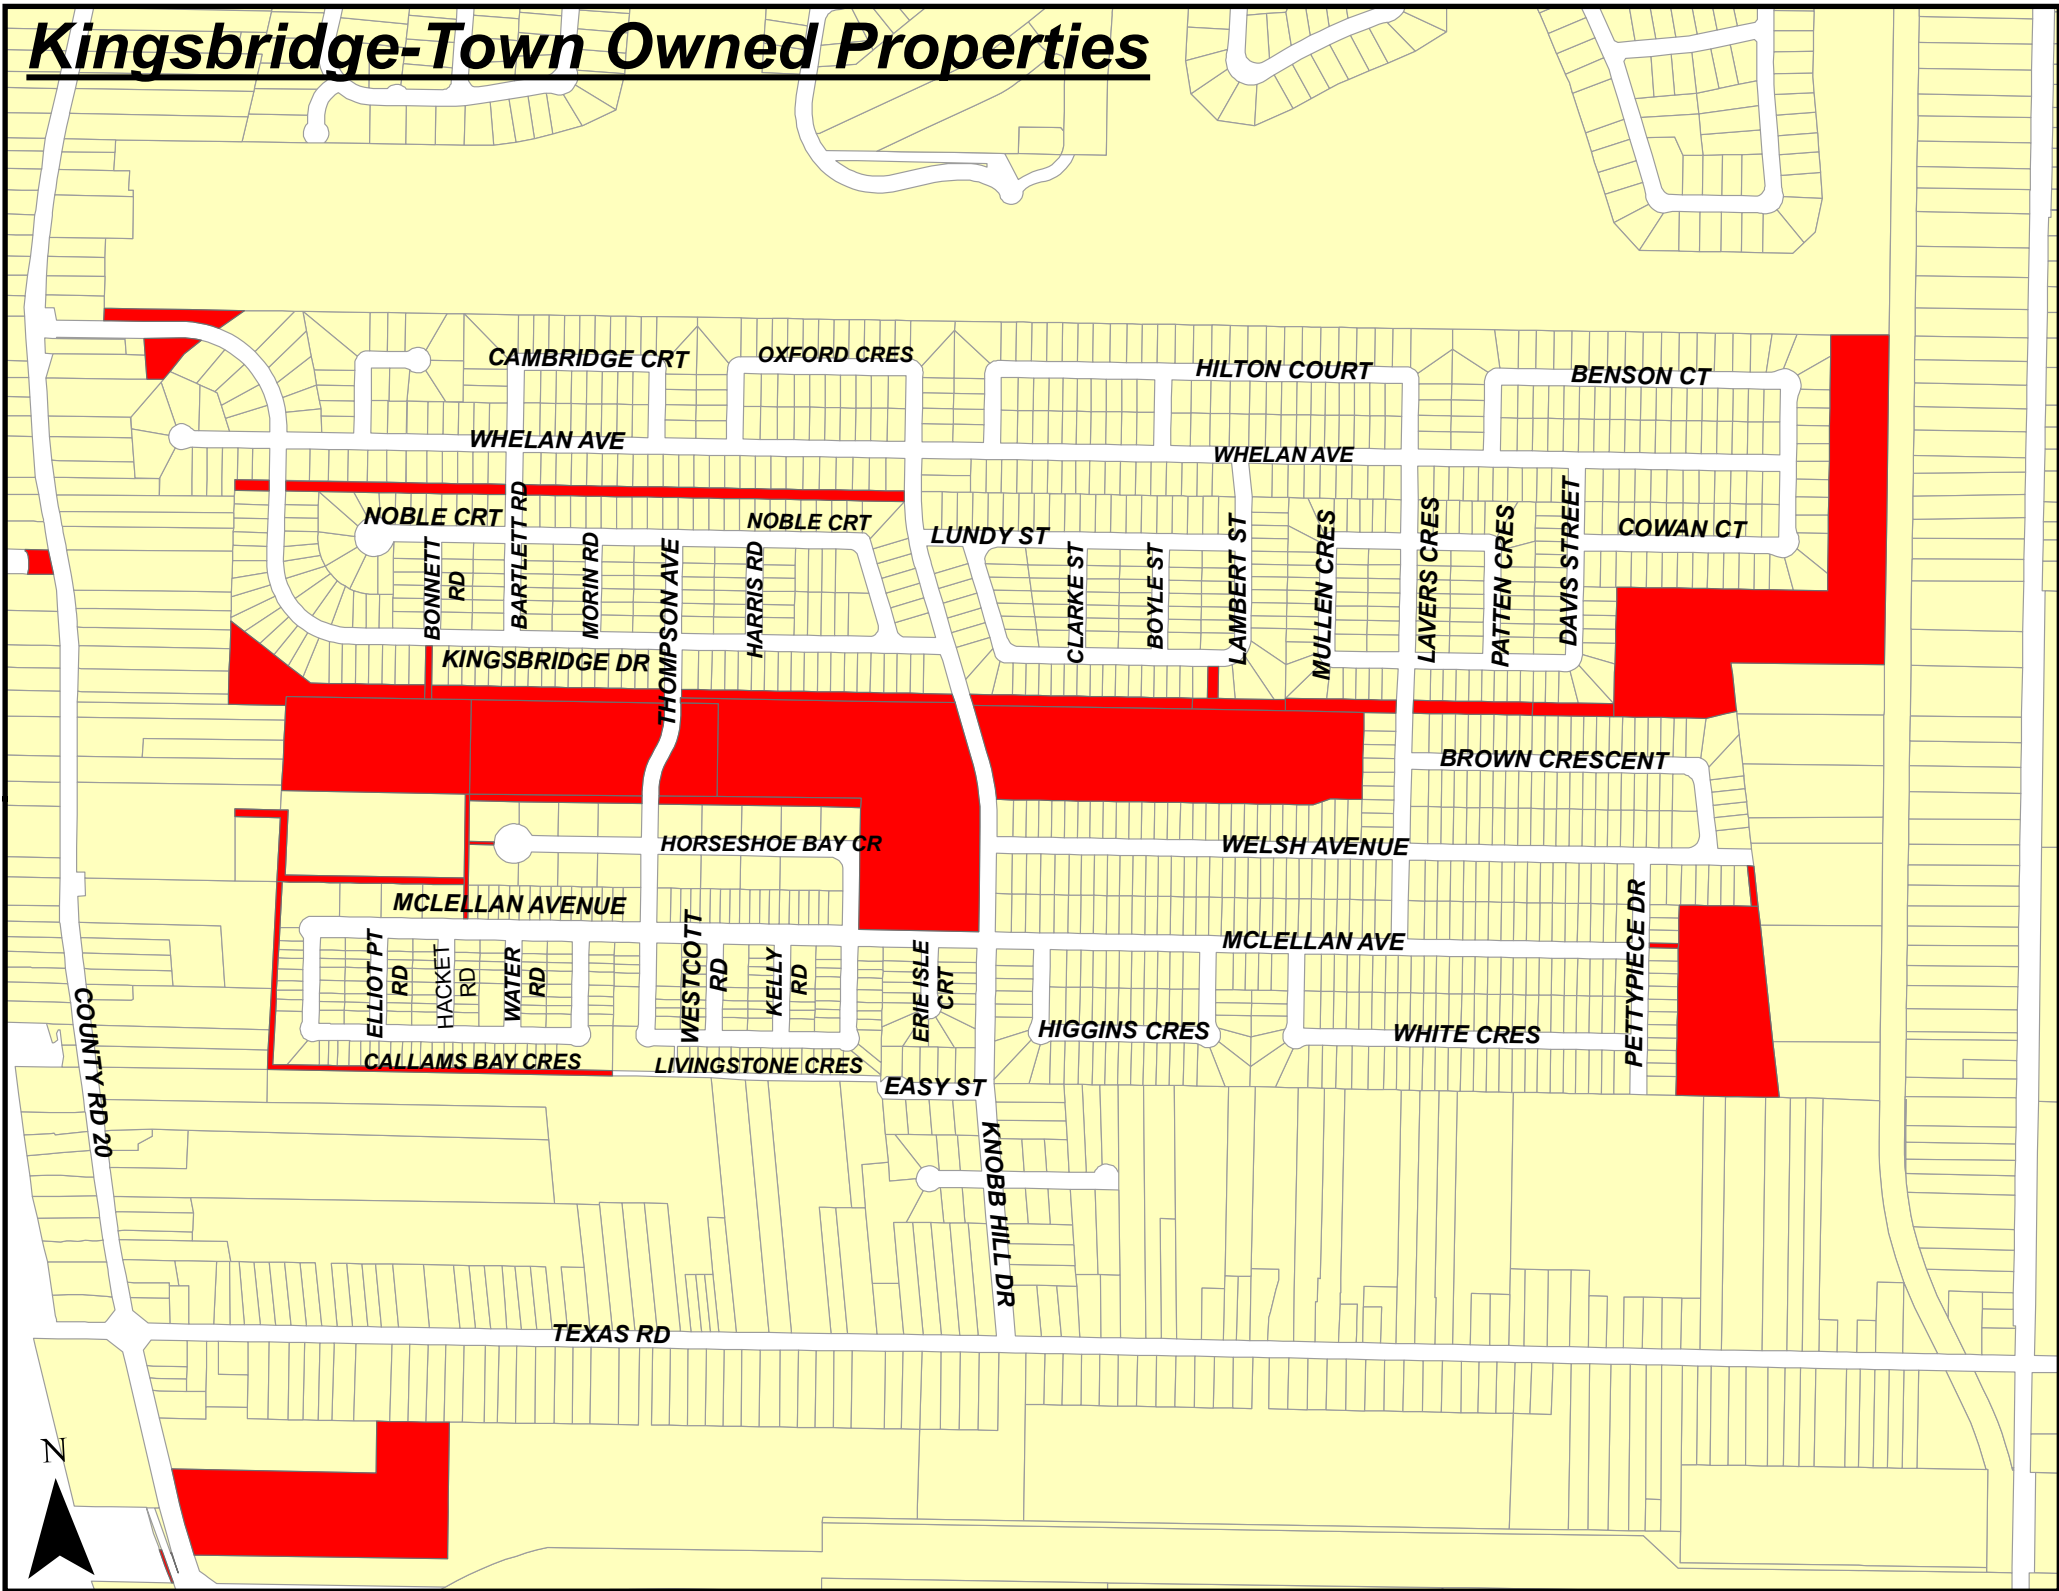 Kingsbridge-Town Owned Properties
CAMBRIDGE CRT
OXFORD CRES
HILTON COURT
BENSON CT
WHELAN AVE
WHELAN AVE
NOBLE CRT
NOBLE CRT
LUNDY ST
COWAN CT
BONNETT
RD
BARTLETT RD
MORIN RD
THOMPSON AVE
HARRIS RD
CLARKE ST
BOYLE ST
LAMBERT ST
MULLEN CRES
LAVERS CRES
PATTEN CRES
DAVIS STREET
KINGSBRIDGE DR
BROWN CRESCENT
HORSESHOE BAY CR
WELSH AVENUE
MCLELLAN AVENUE
MCLELLAN AVE
PETTYPIECE DR
ELLIOT PT
RD
HACKET
RD
WATER
RD
WESTCOTT
RD
KELLY
RD
ERIE ISLE
CRT
HIGGINS CRES
WHITE CRES
CALLAMS BAY CRES
LIVINGSTONE CRES
EASY ST
COUNTY RD 20
KNOBB HILL DR
TEXAS RD
N